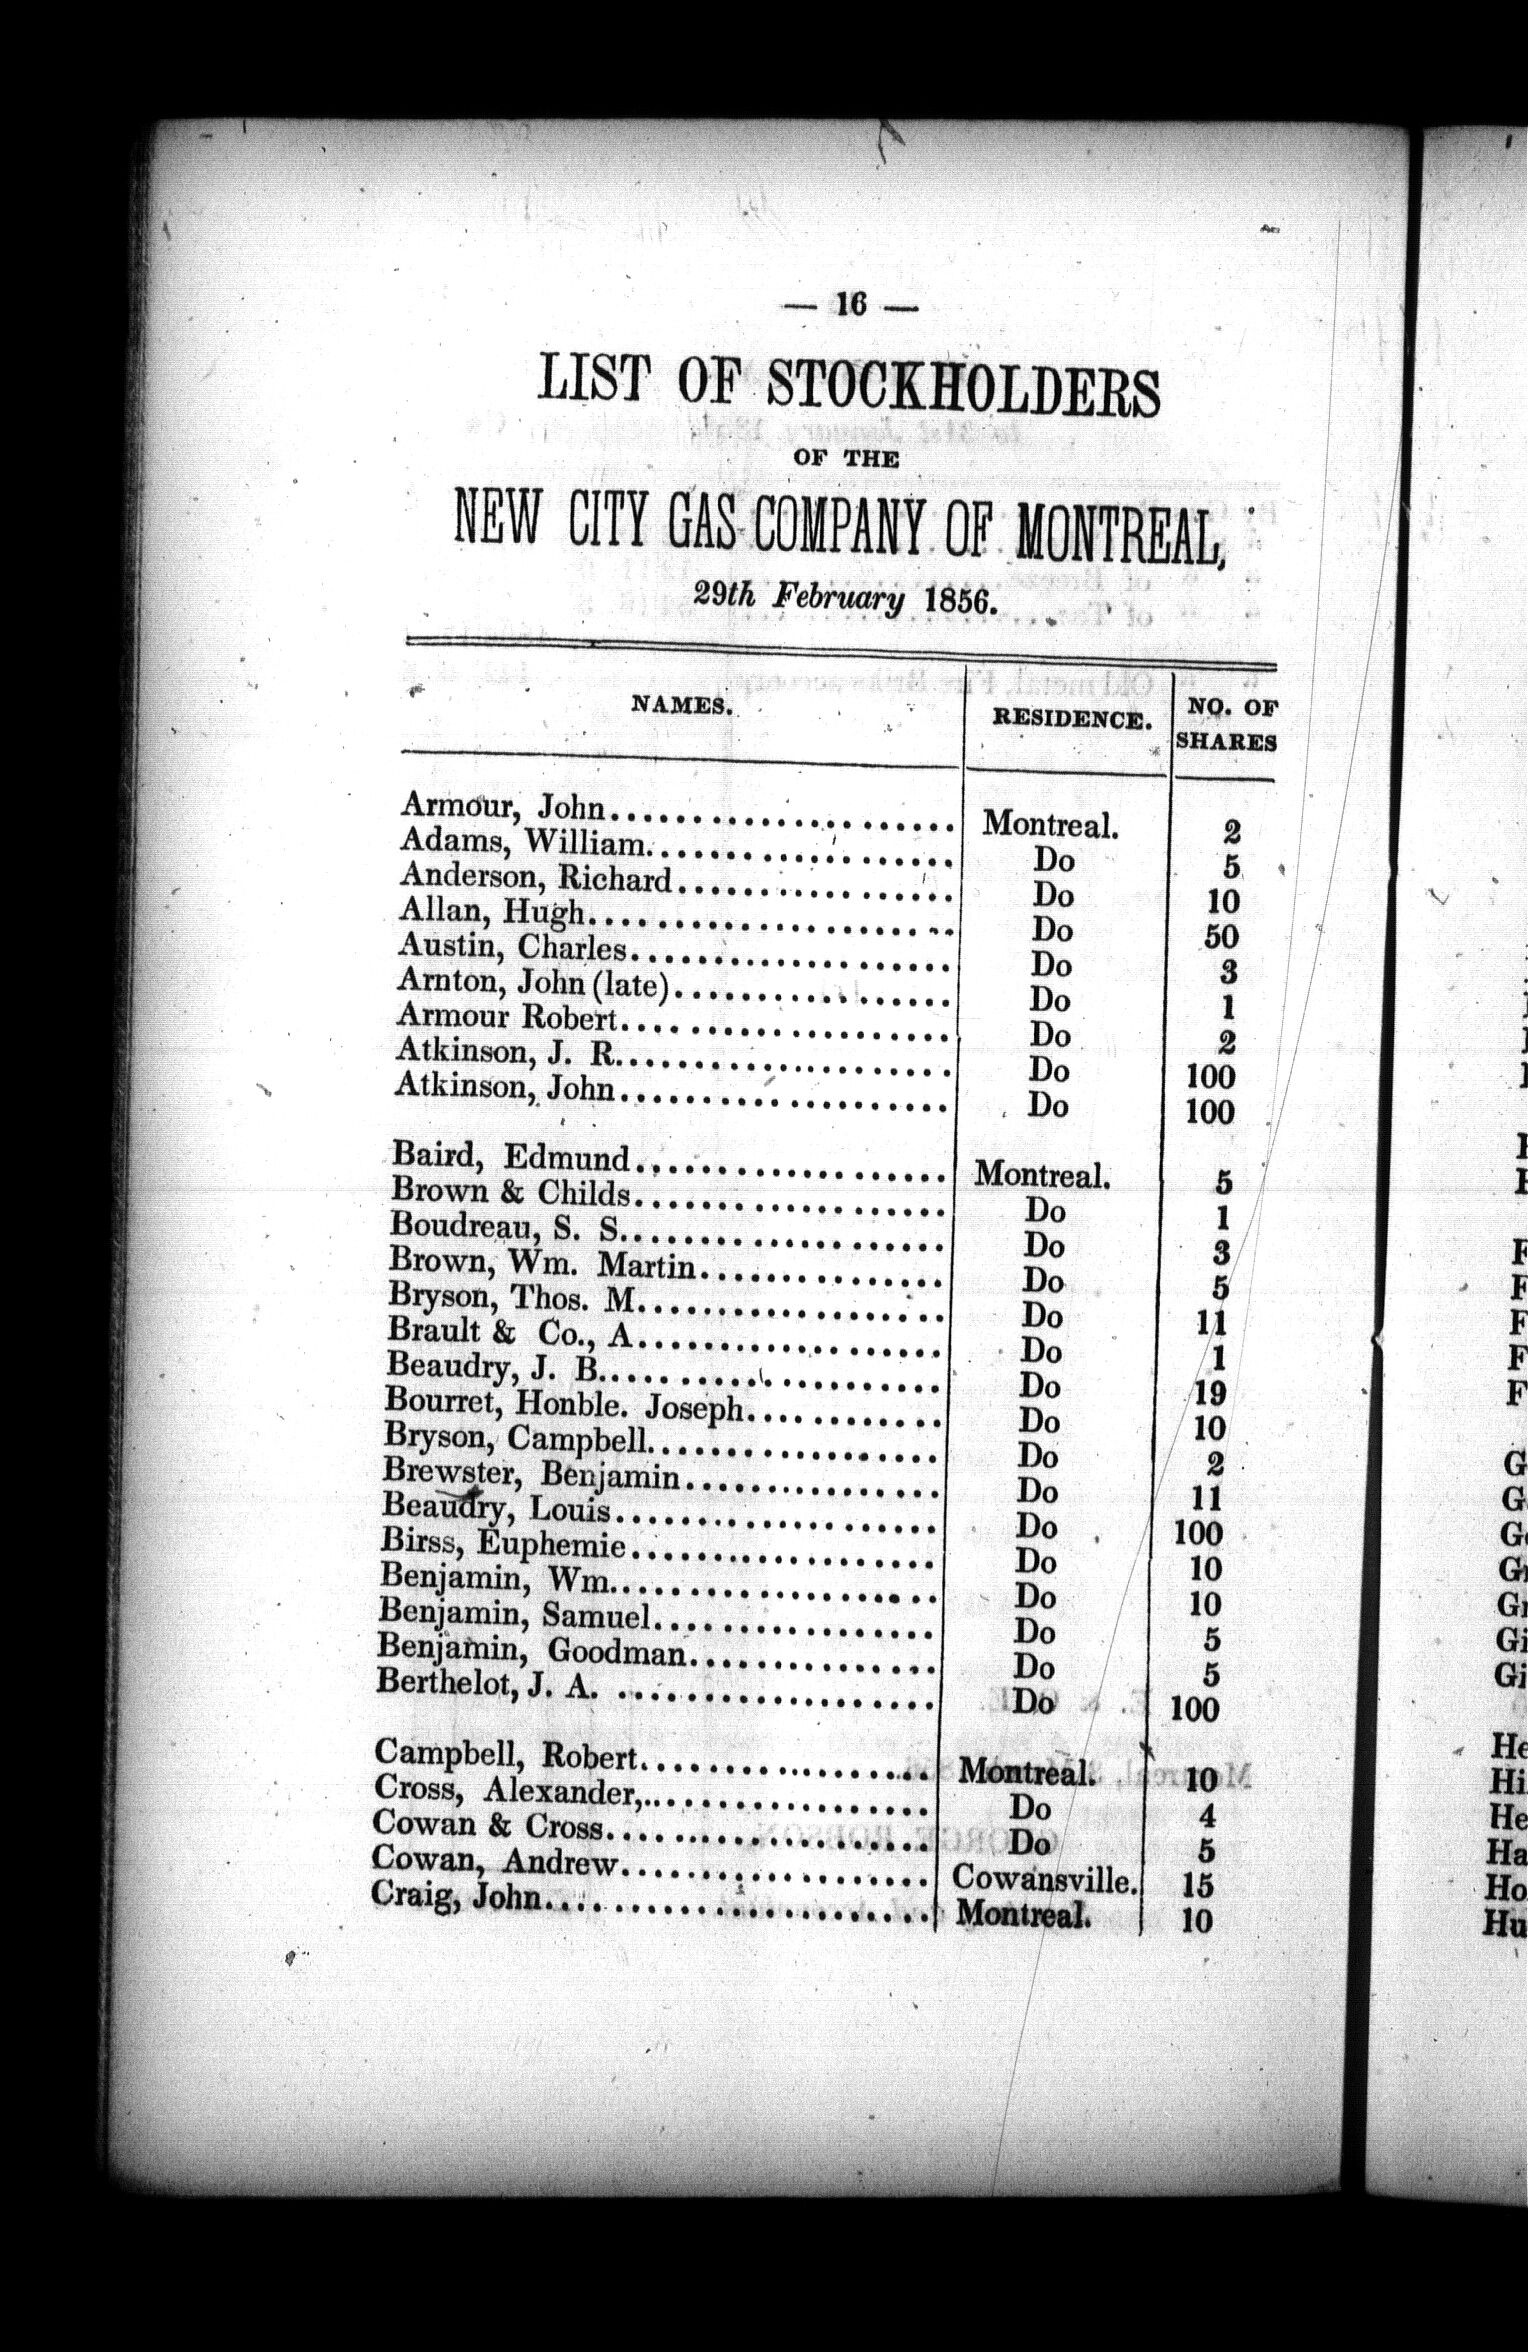 — 16 —
LIST OF STOCKHOLDERS
OF THE
NEW CITY GAS COMPANY OF MONTREAL,
29th February 1856.
NAMES. RESIDENCE. NO. OF SHARES
Armour, John Montreal. 2
Adams, William Do 5
Anderson, Richard Do 10
Allan, Hugh Do 50
Austin, Charles Do 3
Arnton, John (late) Do 1
Armour Robert Do 2
Atkinson, J. R. Do 100
Atkinson, John Do 100
Baird, Edmund Montreal. 5
Brown & Childs Do 1
Boudreau, S. S. Do 3
Brown, Wm. Martin Do 5
Bryson, Thos. M. Do 11
Brault & Co., A Do 1
Beaudry, J. B. Do 19
Bourret, Honble. Joseph Do 10
Bryson, Campbell Do 2
Brewster, Benjamin Do 11
Beaudry, Louis Do 100
Birss, Euphemie Do 10
Benjamin, Wm. Do 10
Benjamin, Samuel Do 5
Benjamin, Goodman Do 5
Berthelot, J. A. Do 100
Campbell, Robert Montreal. 10
Cross, Alexander, Do 4
Cowan & Cross Do 5
Cowan, Andrew Cowansville. 15
Craig, John Montreal. 10